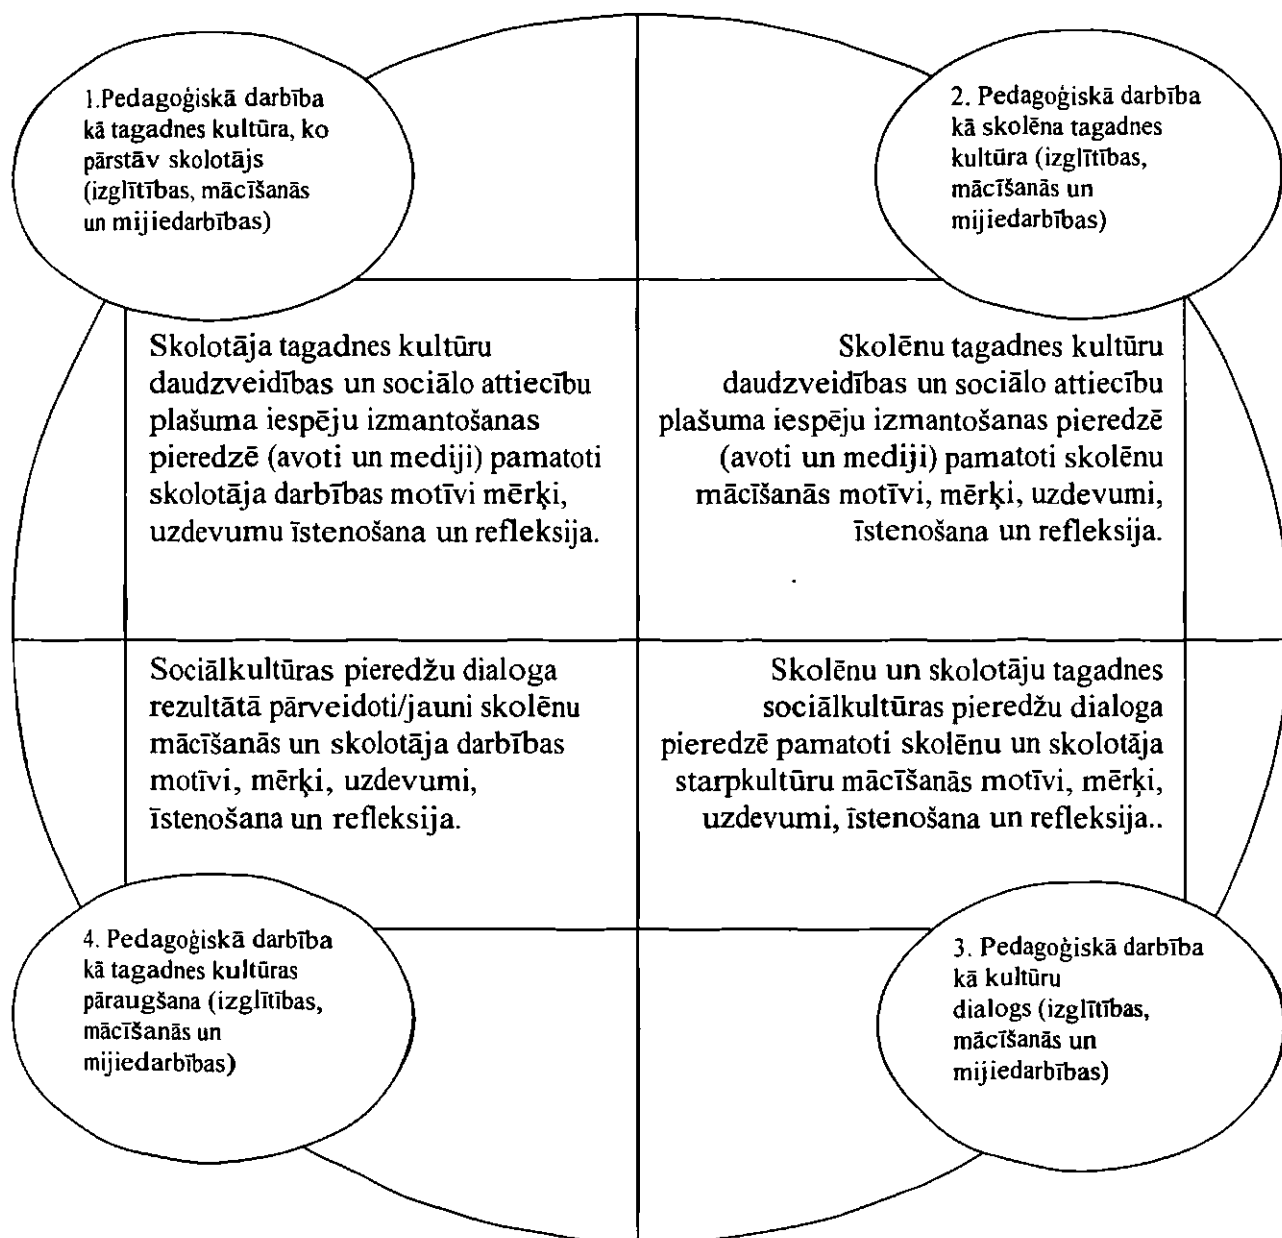 1.Pedagoģiskā darbība
kā tagadnes kultūra, ko
pārstāv skolotājs
(izglītības, mācīšanās
un mijiedarbības)
2. Pedagoģiskā darbība
kā skolēna tagadnes
kultūra (izglītības,
mācīšanās un
mijiedarbības)
Skolotāja tagadnes kultūru
daudzveidības un sociālo attiecību
plašuma iespēju izmantošanas
pieredzē (avoti un mediji) pamatoti
skolotāja darbības motīvi mērķi,
uzdevumu īstenošana un refleksija.
Skolēnu tagadnes kultūru
daudzveidības un sociālo attiecību
plašuma iespēju izmantošanas pieredzē
(avoti un mediji) pamatoti skolēnu
mācīšanās motīvi, mērķi, uzdevumi,
īstenošana un refleksija.
Sociālkultūras pieredžu dialoga
rezultātā pārveidoti/jauni skolēnu
mācīšanās un skolotāja darbības
motīvi, mērķi, uzdevumi,
īstenošana un refleksija.
Skolēnu un skolotāju tagadnes
sociālkultūras pieredžu dialoga
pieredzē pamatoti skolēnu un skolotāja
starpkultūru mācīšanās motīvi, mērķi,
uzdevumi, īstenošana un refleksija..
4. Pedagoģiskā darbība
kā tagadnes kultūras
pāraugšana (izglītības,
mācīšanās un
mijiedarbības)
3. Pedagoģiskā darbība
kā kultūru
dialogs (izglītības,
mācīšanās un
mijiedarbības)